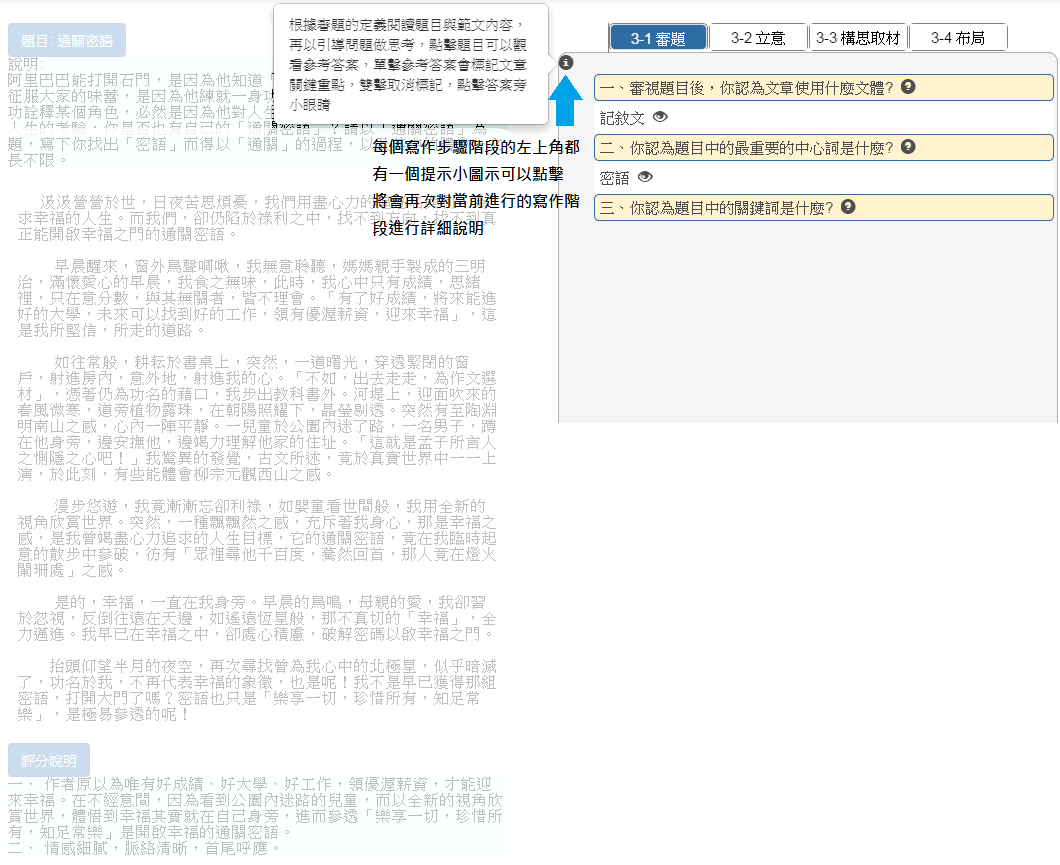 題目: 通關密語
說明:
阿里巴巴能打開石門，是因為他知道「
征服大家的味蕾，是因為他練就一身功
功詮釋某個角色，必然是因為他對人生
人生的考驗，你是否也有自己的「通關密語」？請以「通關密語」為
題，寫下你找出「密語」而得以「通關」的過程，以
長不限。
汲汲營營於世，日夜苦思煩憂，我們用盡心力的
求幸福的人生。而我們，卻仍陷於祿利之中，找不到方向，找不到真
正能開啟幸福之門的通關密語。
早晨醒來，窗外鳥聲啁啾，我無意聆聽，媽媽親手製成的三明
治，滿懷愛心的早晨，我食之無味，此時，我心中只有成績，思緒
裡，只在意分數，與其無關者，皆不理會。「有了好成績，將來能進
好的大學，未來可以找到好的工作，領有優渥薪資，迎來幸福」，這
是我所堅信，所走的道路。
如往常般，耕耘於書桌上，突然，一道曙光，穿透緊閉的窗
戶，射進房內，意外地，射進我的心。「不如，出去走走，為作文選
材」，憑著仍為功名的藉口，我步出教科書外。河堤上，迎面吹來的
春風微寒，道旁植物露珠，在朝陽照耀下，晶瑩剔透。突然有至陶淵
明南山之感，心內一陣平靜。一兒童於公園內迷了路，一名男子，蹲
在他身旁，邊安撫他，邊竭力理解他家的住址。「這就是孟子所言人
之惻隱之心吧！」我驚異的發覺，古文所述，竟於真實世界中一一上
演，於此刻，有些能體會柳宗元觀西山之感。
漫步悠遊，我竟漸漸忘卻利祿，如嬰童看世間般，我用全新的
視角欣賞世界。突然，一種飄飄然之感，充斥著我身心，那是幸福之
感，是我曾竭盡心力追求的人生目標，它的通關密語，竟在我臨時起
意的散步中參破，彷有「眾裡尋他千百度，驀然回首，那人竟在燈火
闌珊處」之感。
是的，幸福，一直在我身旁。早晨的鳥鳴，母親的愛，我卻習
於忽視，反倒往遠在天邊，如遙遠恆星般，那不真切的「幸福」，全
力邁進。我早已在幸福之中，卻處心積慮，破解密碼以啟幸福之門。
抬頭仰望半月的夜空，再次尋找曾為我心中的北極星，似乎暗滅
了，功名於我，不再代表幸福的象徵，也是呢！我不是早已獲得那組
密語，打開大門了嗎？密語也只是「樂享一切，珍惜所有，知足常
樂」，是極易參透的呢！
評分說明
一、 作者原以為唯有好成績、好大學、好工作，領優渥薪資，才能迎
來幸福。在不經意間，因為看到公園內迷路的兒童，而以全新的視角欣
賞世界，體悟到幸福其實就在自己身旁，進而參透「樂享一切，珍惜所
有，知足常樂」是開啟幸福的通關密語。
二、 情感細膩，脈絡清晰，首尾呼應。
根據審題的定義閱讀題目與範文內容，
再以引導問題做思考，點擊題目可以觀
看參考答案，單擊參考答案會標記文章
關鍵重點，雙擊取消標記，點擊答案旁
小眼睛
每個寫作步驟階段的左上角都
有一個提示小圖示可以點擊
將會再次對當前進行的寫作階
段進行詳細說明
3-1 審題
3-2 立意
3-3 構思取材
3-4 布局
一、審視題目後，你認為文章使用什麼文體?
記敘文
二、你認為題目中的最重要的中心詞是什麼?
密語
三、你認為題目中的關鍵詞是什麼?